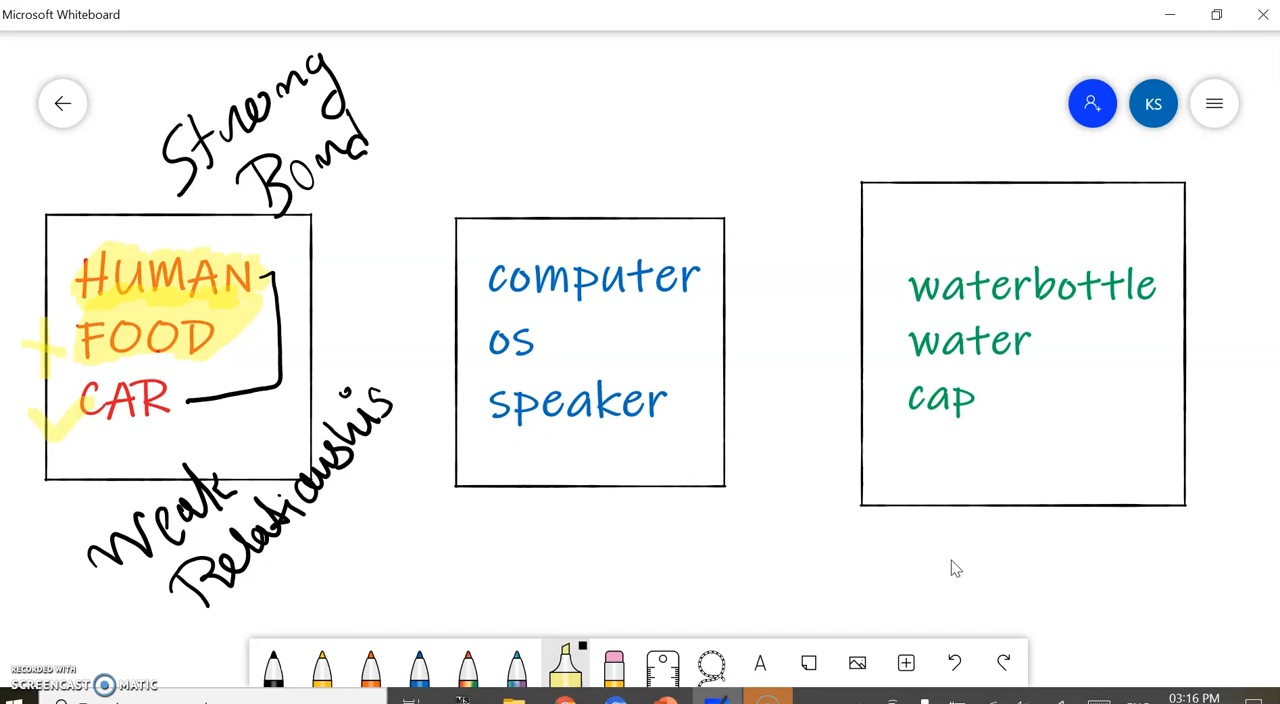 Microsoft Whiteboard
KS
Strong
Bond
HUMAN
FOOD
CAR
computer
os
speaker
waterbottle
water
cap
Weak
Relationshis
A
RECORDED WITH
SCREENCAST MATIC
03:16 PM